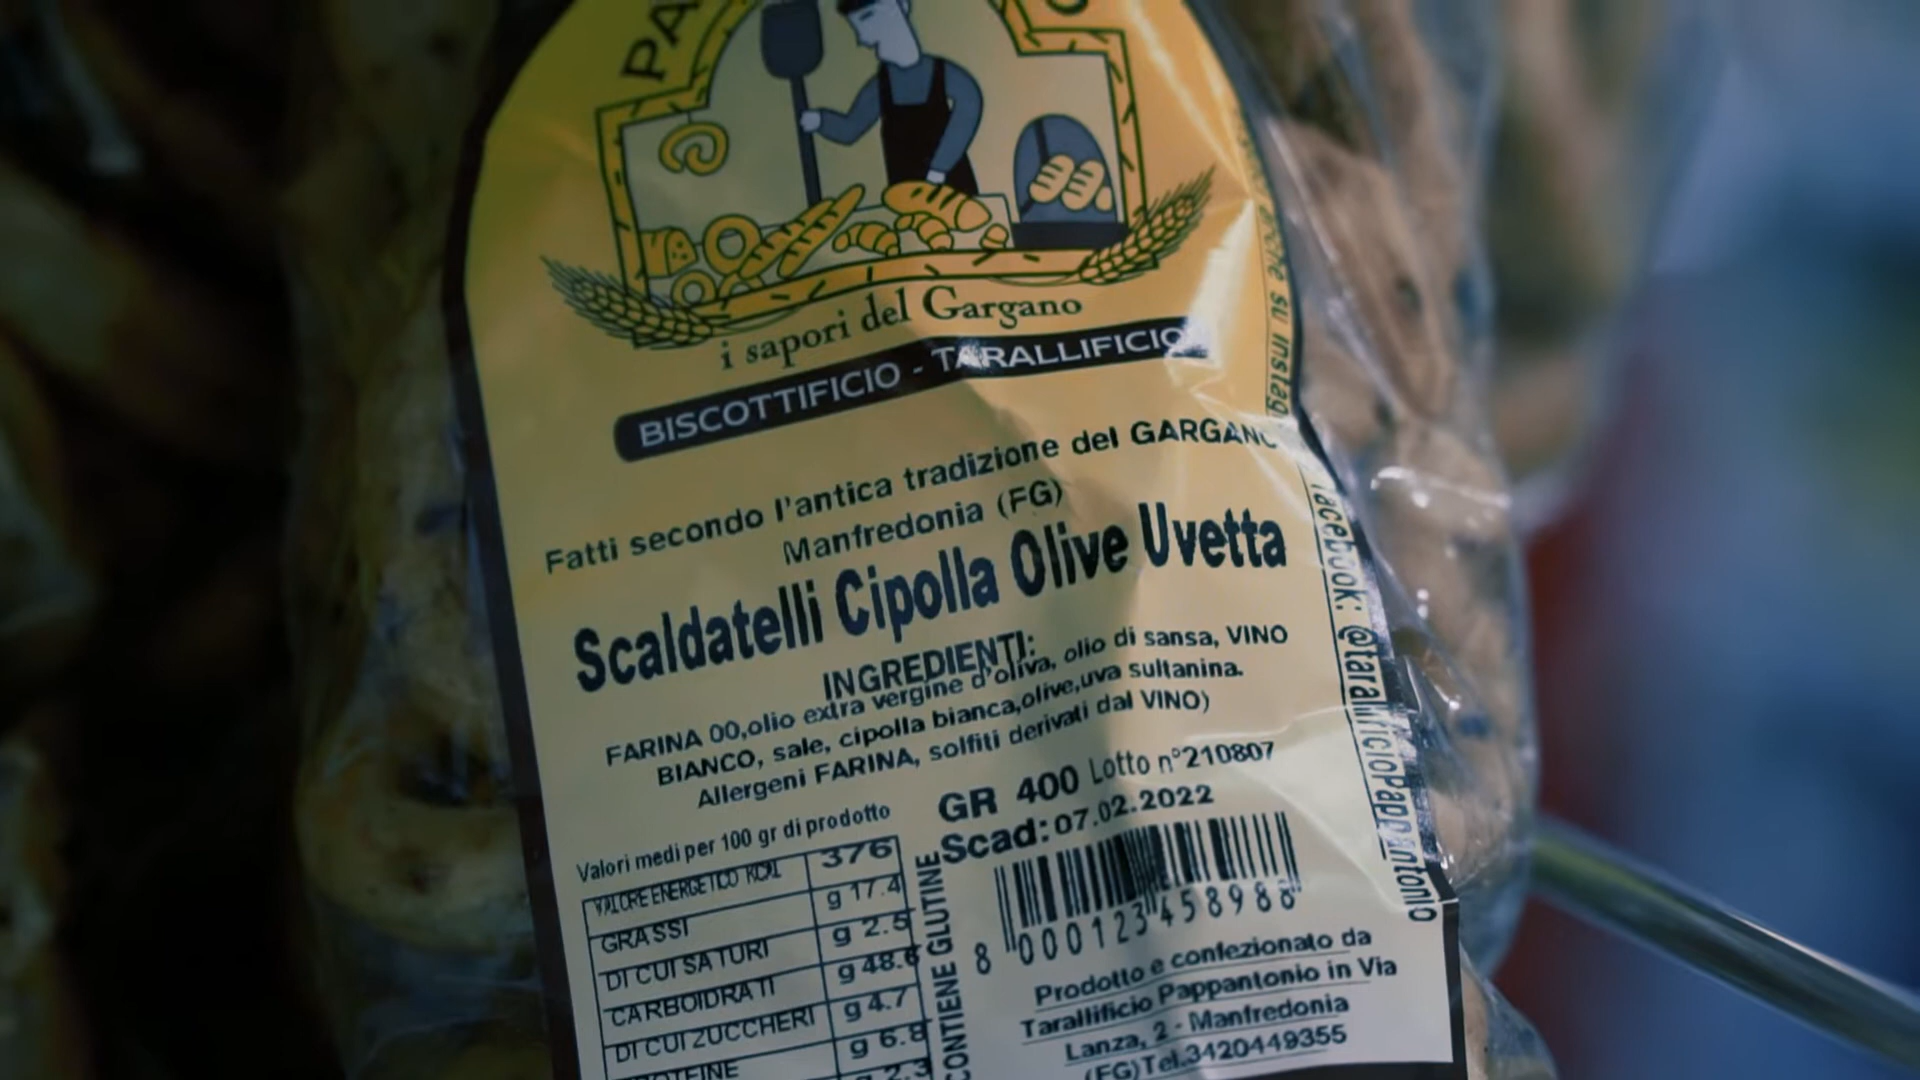 PA
i sapori del Gargano
BISCOTTIFICIO - TARALLIFICIO
Fatti secondo l'antica tradizione del GARGANO
Manfredonia (FG)
Scaldatelli Cipolla Olive Uvetta
INGREDIENTI:
FARINA 00,olio extra vergine d'oliva, olio di sansa, VINO
BIANCO, sale, cipolla bianca,olive,uva sultanina.
Allergeni FARINA, solfiti derivati dal VINO)
GR 400 Lotto n°210807
Scad:07.02.2022
Valori medi per 100 gr di prodotto
VALORE ENERGETICO KCAL 376
GRASSI g 17.4
DI CUI SATURI g 2.5
CARBOIDRATI g 48.6
DI CUI ZUCCHERI g 4.7
g 6.8
CONTIENE GLUTINE
8 000123 458988
Prodotto e confezionato da
Tarallificio Pappantonio in Via
Lanza, 2 - Manfredonia
(FG)Tel.3420449355
su instag
facebook: @tarallificioPappantonio